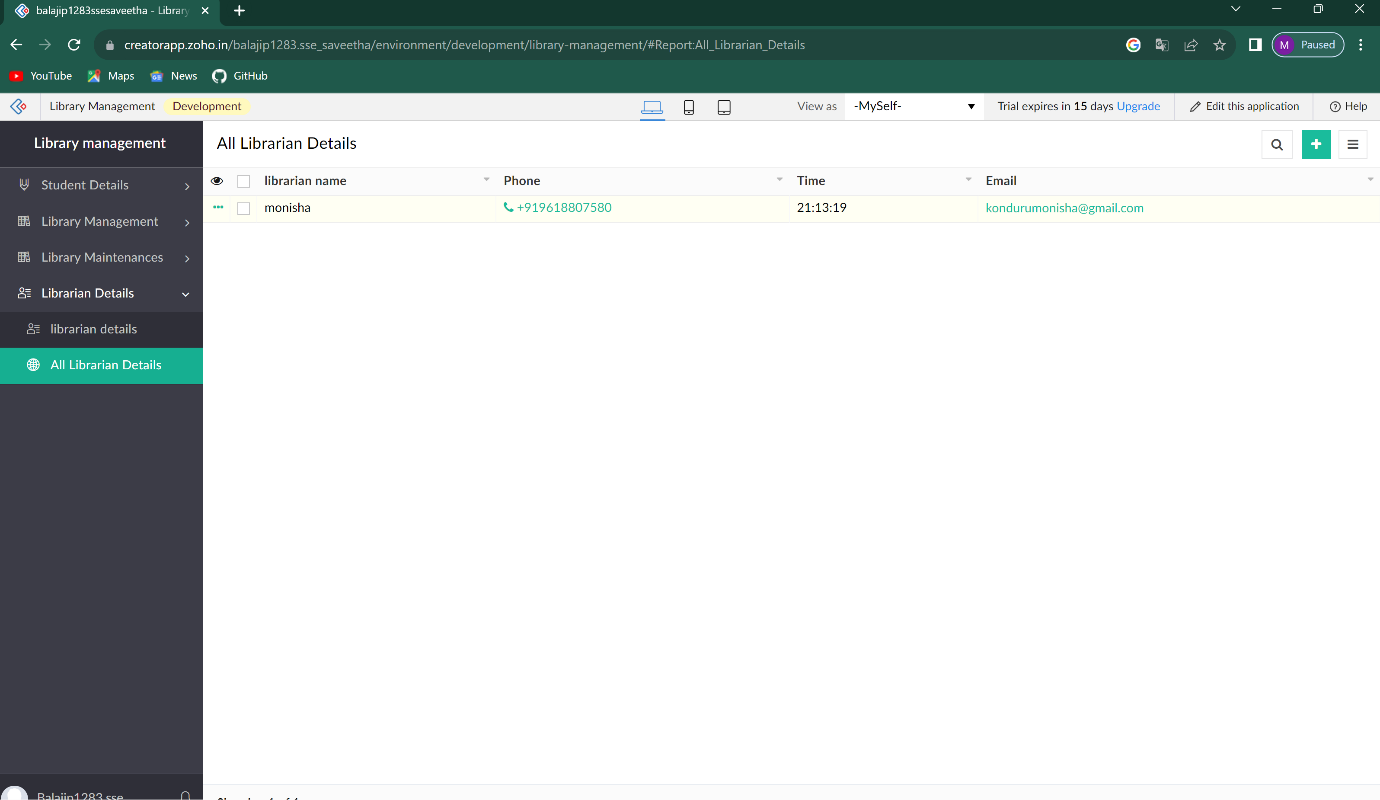 balajip1283ssesaveetha - Library
creatorapp.zoho.in/balajip1283.sse_saveetha/environment/development/library-management/#Report:All_Librarian_Details
M Paused
YouTube Maps News GitHub
Library Management Development View as -MySelf- Trial expires in 15 days Upgrade Edit this application Help
Library management
All Librarian Details
Student Details
Library Management
Library Maintenances
Librarian Details
librarian details
All Librarian Details
librarian name Phone Time Email
monisha +919618807580 21:13:19 kondurumonisha@gmail.com
Balajip1283.sse